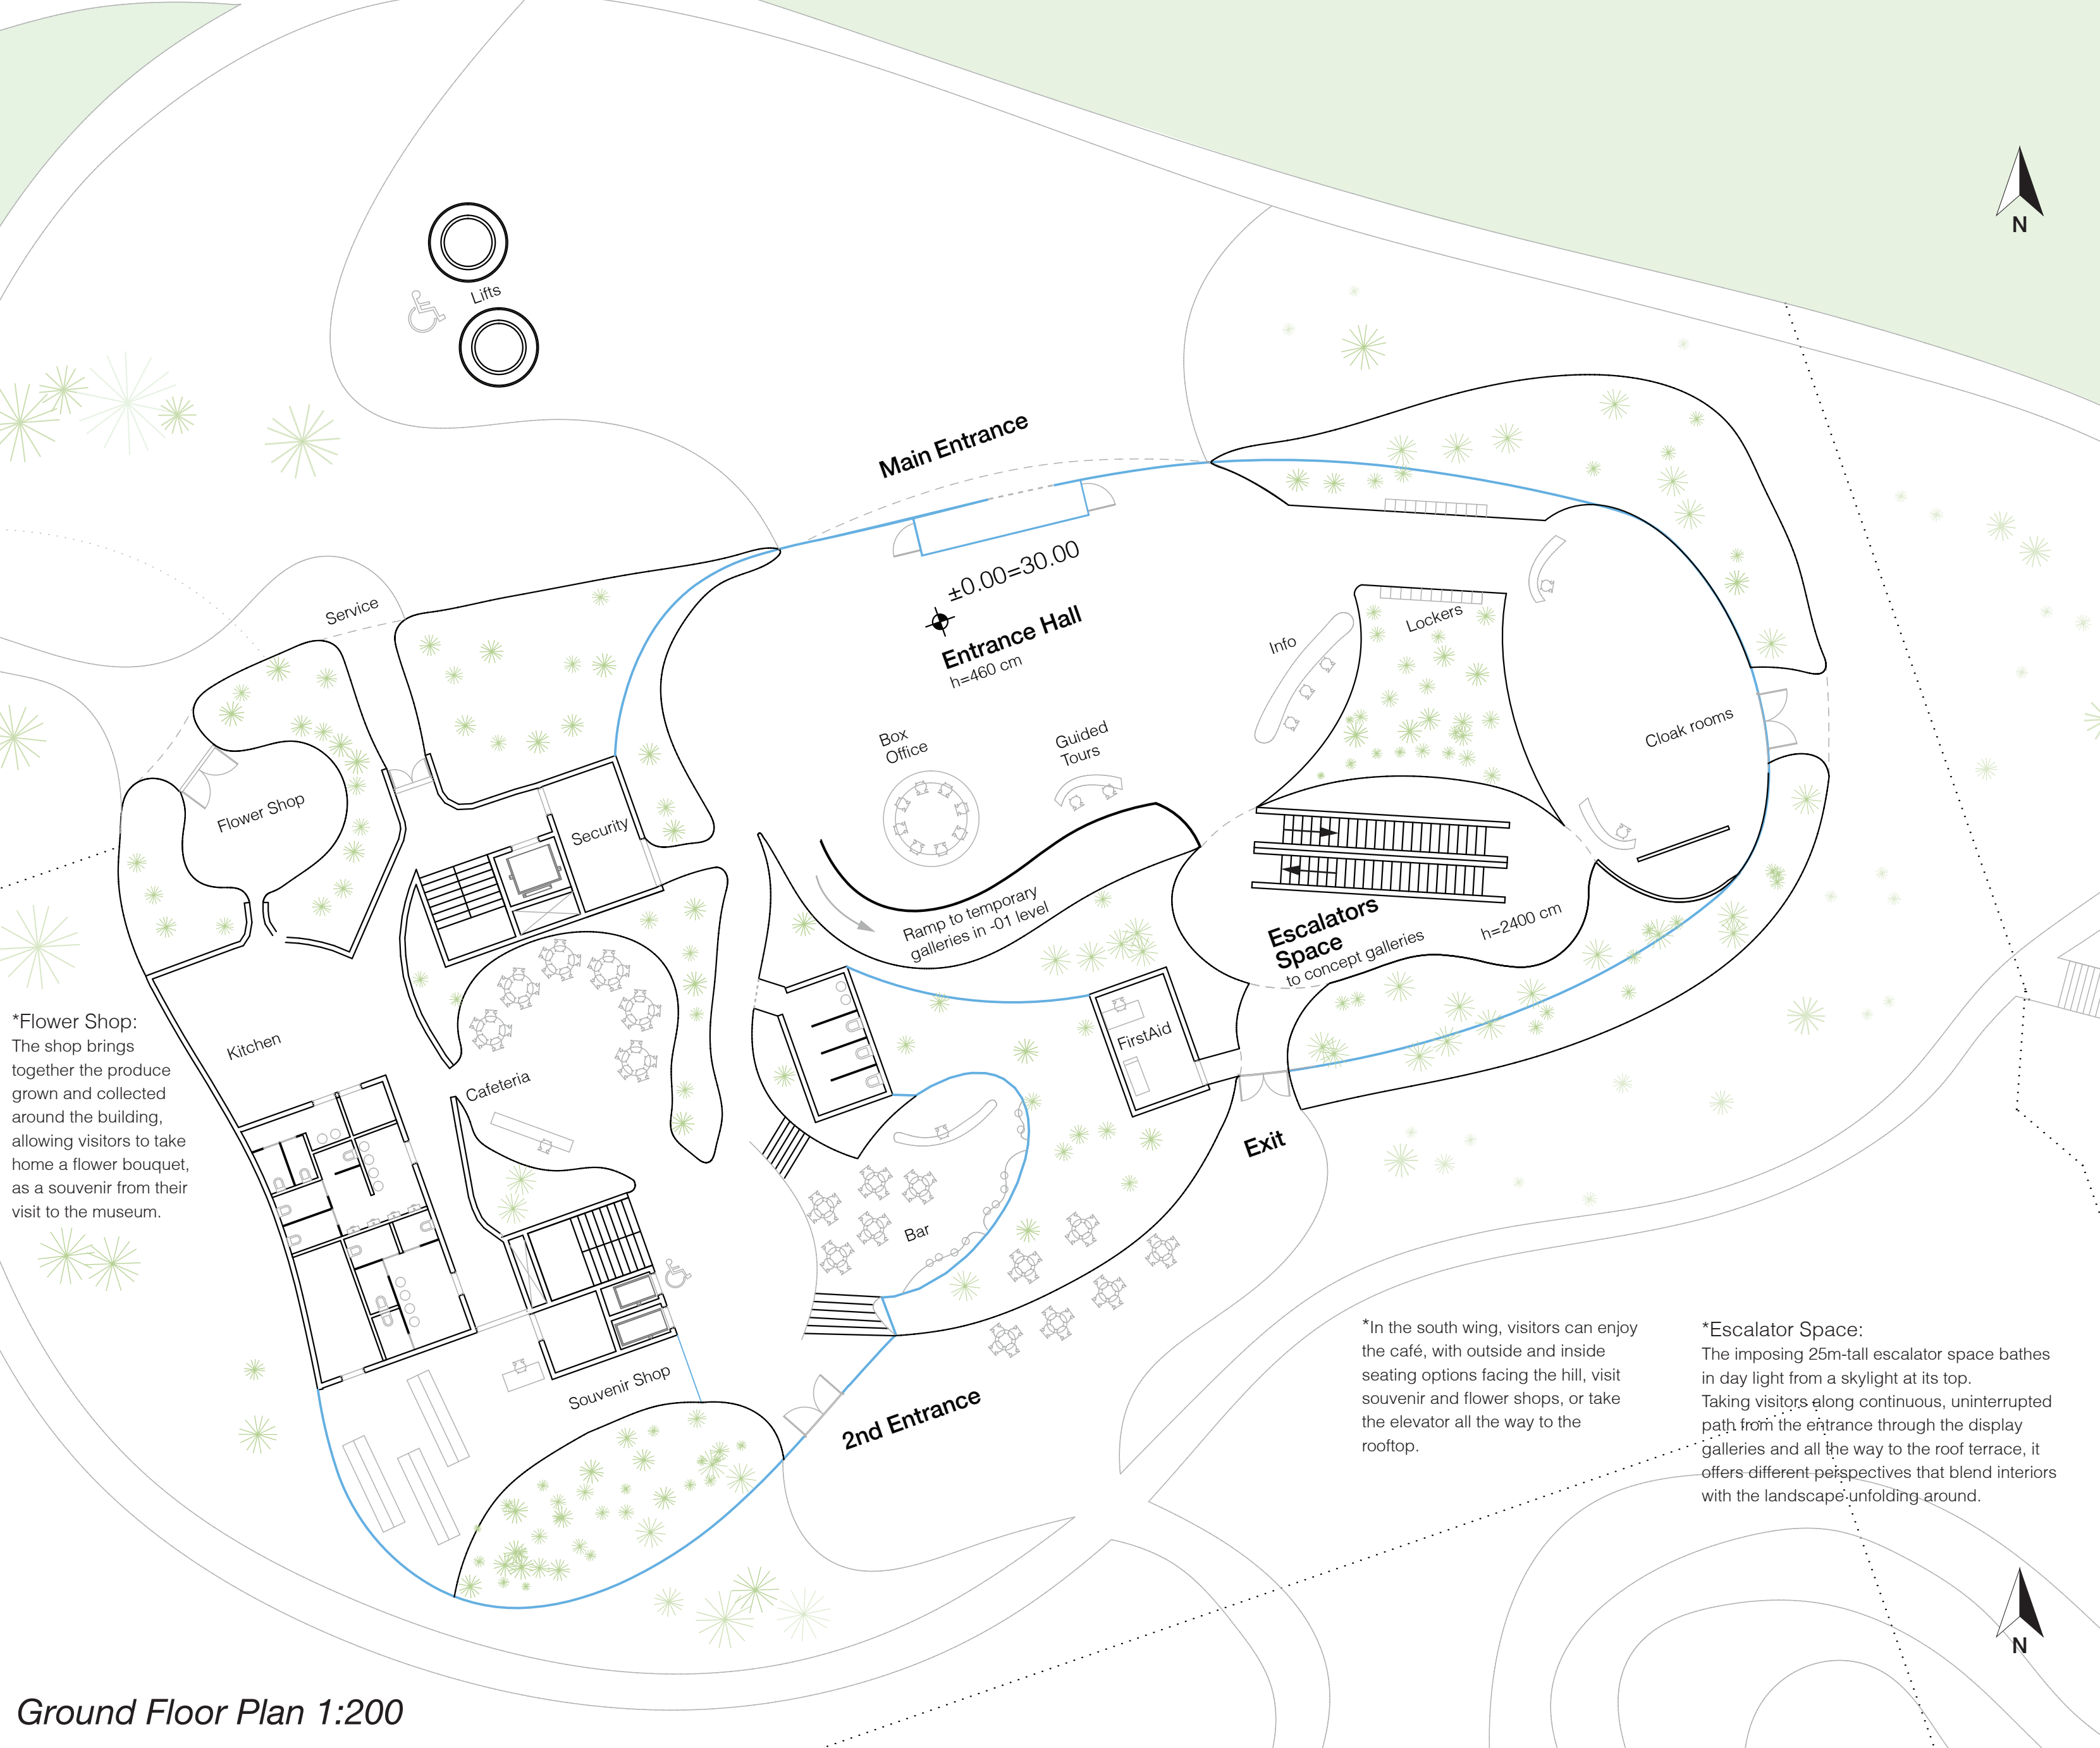 N
Lifts
Main Entrance
±0.00=30.00
Entrance Hall
h=460 cm
Service
Info
Lockers
Box
Office
Guided
Tours
Cloak rooms
Flower Shop
Security
Ramp to temporary
galleries in -01 level
Escalators
Space
to concept galleries
h=2400 cm
*Flower Shop:
The shop brings
together the produce
grown and collected
around the building,
allowing visitors to take
home a flower bouquet,
as a souvenir from their
visit to the museum.
Kitchen
Cafeteria
FirstAid
Exit
Bar
Souvenir Shop
2nd Entrance
*In the south wing, visitors can enjoy
the café, with outside and inside
seating options facing the hill, visit
souvenir and flower shops, or take
the elevator all the way to the
rooftop.
*Escalator Space:
The imposing 25m-tall escalator space bathes
in day light from a skylight at its top.
Taking visitors along continuous, uninterrupted
path from the entrance through the display
galleries and all the way to the roof terrace, it
offers different perspectives that blend interiors
with the landscape unfolding around.
N
Ground Floor Plan 1:200